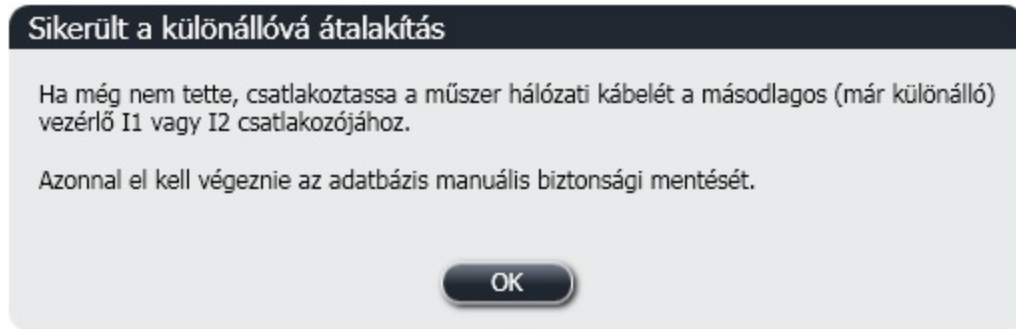 Sikerült a különállóvá átalakítás
Ha még nem tette, csatlakoztassa a műszer hálózati kábelét a másodlagos (már különálló)
vezérlő I1 vagy I2 csatlakozójához.
Azonnal el kell végeznie az adatbázis manuális biztonsági mentését.
OK